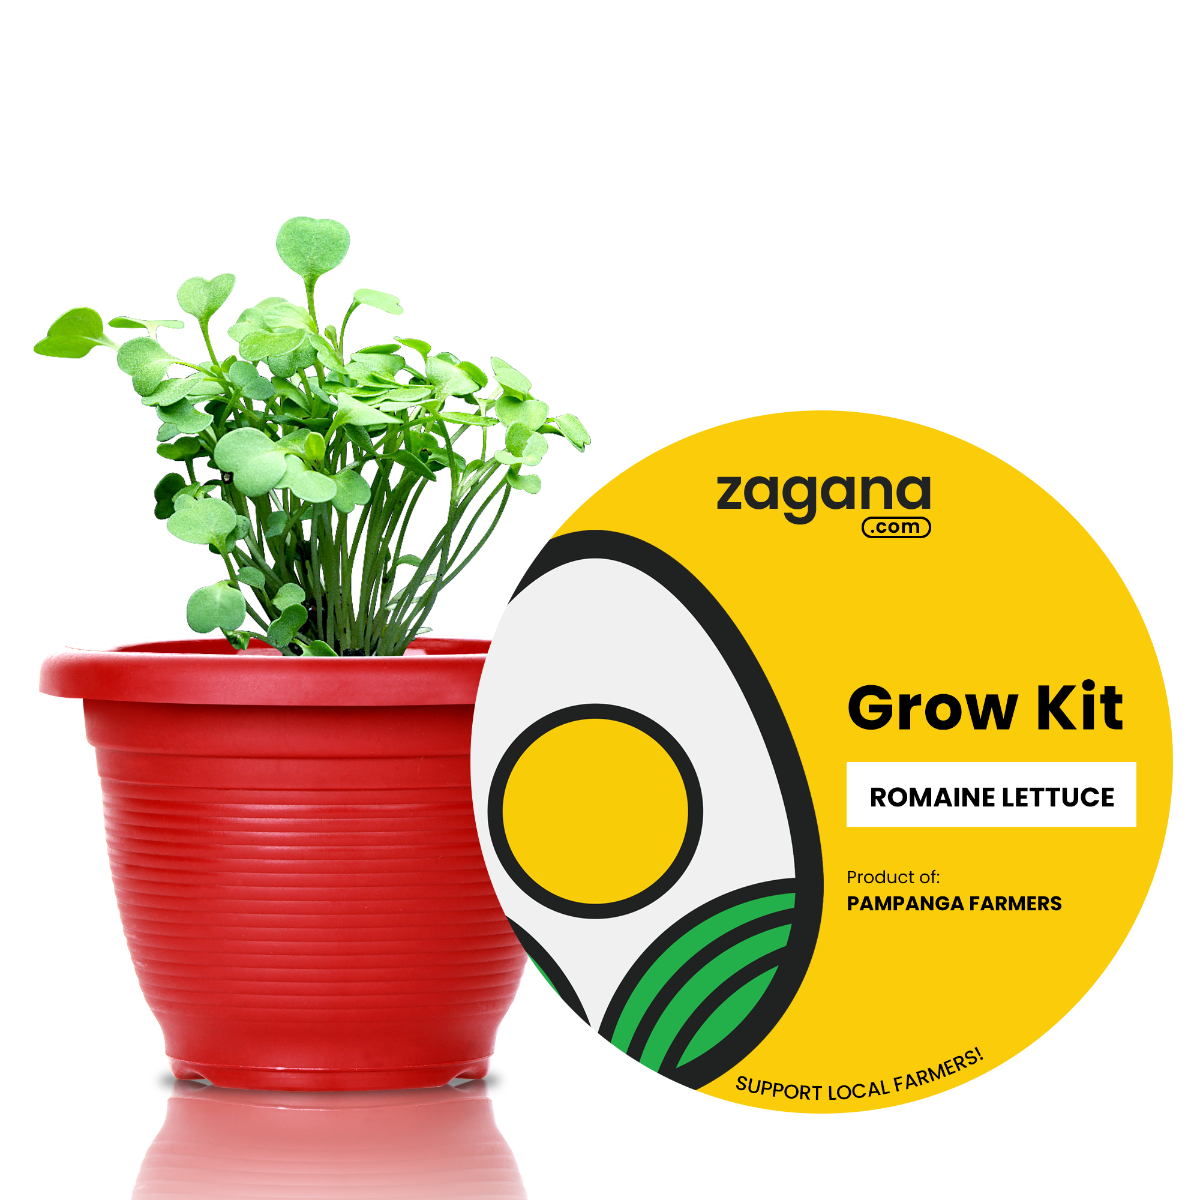 zagana
.com
Grow Kit
ROMAINE LETTUCE
Product of:
PAMPANGA FARMERS
SUPPORT LOCAL FARMERS!